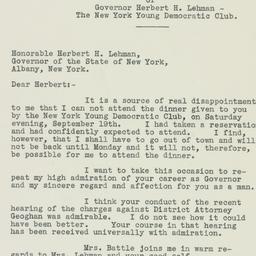 of
Governor Herbert H. Lehman -
The New York Young Democratic Club.
Honorable Herbert H. Lehman,
Governor of the State of New York,
Albany, New York.
Dear Herbert:-
It is a source of real disappointment
to me that I can not attend the dinner given to you
by the New York Young Democratic Club, on Saturday
evening, September 19th. I had taken a reservation
and had confidently expected to attend. I find,
however, that I shall have to go out of town and will
not be back until Monday and it will not, therefore,
be possible for me to attend the dinner.
I want to take this occasion to re-
peat my high admiration of your career as Governor
and my sincere regard and affection for you as a man.
I think your conduct of the recent
hearing of the charges against District Attorney
Geoghan was admirable. I do not see how it could
have been better. Your course in that hearing
has been received universally with admiration.
Mrs. Battle joins me in warm re-
gards to Mrs. Lehman and your good self.